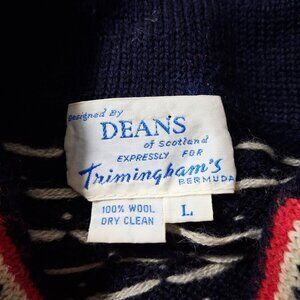 Designed By
DEANS
of Scotland
EXPRESSLY FOR
Trimingham's
BERMUDA
100% WOOL
DRY CLEAN
L